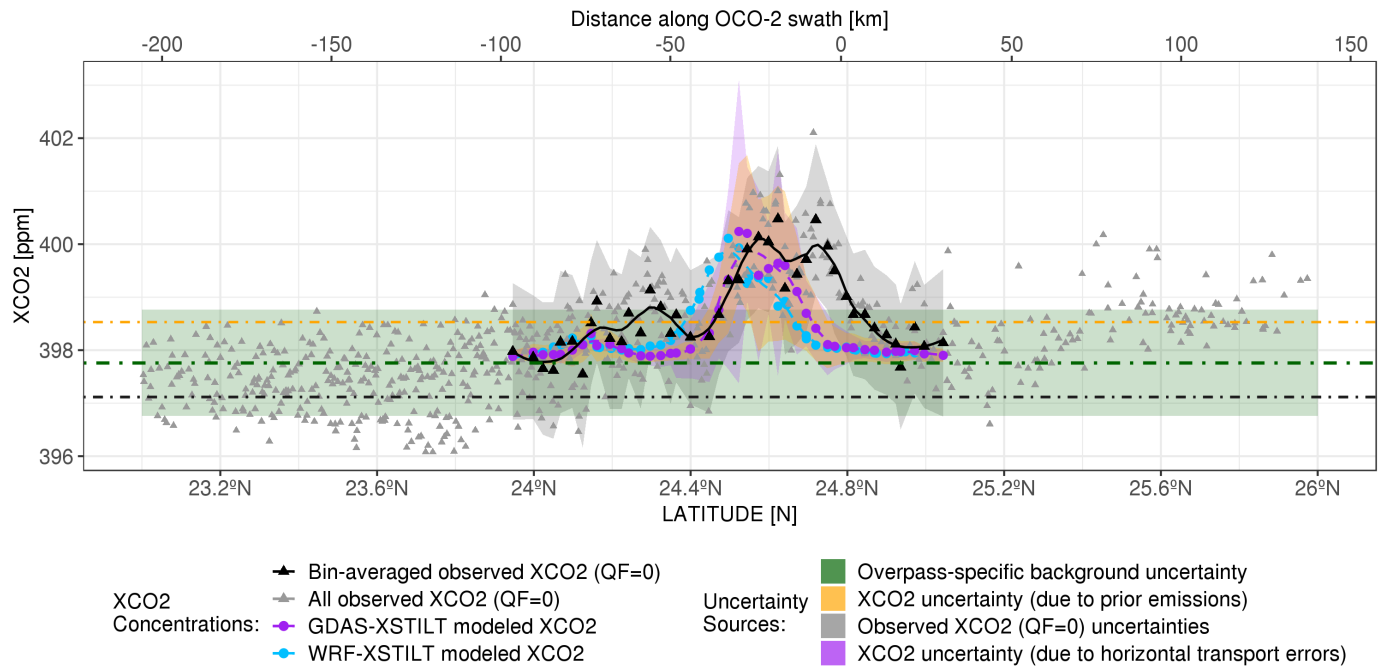 Distance along OCO-2 swath [km]
-200 -150 -100 -50 0 50 100 150
XCO2 [ppm]
402
400
398
396
23.2ºN 23.6ºN 24ºN 24.4ºN 24.8ºN 25.2ºN 25.6ºN 26ºN
LATITUDE [N]
XCO2
Concentrations:
Bin-averaged observed XCO2 (QF=0)
All observed XCO2 (QF=0)
GDAS-XSTILT modeled XCO2
WRF-XSTILT modeled XCO2
Uncertainty
Sources:
Overpass-specific background uncertainty
XCO2 uncertainty (due to prior emissions)
Observed XCO2 (QF=0) uncertainties
XCO2 uncertainty (due to horizontal transport errors)